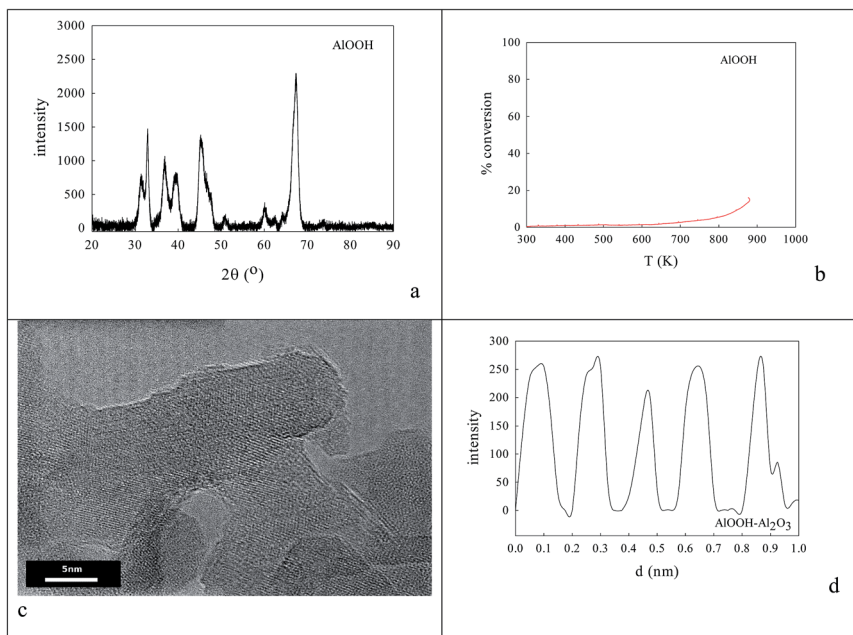 3000
AlOOH
2500
2000
intensity
1500
1000
500
0
20 30 40 50 60 70 80 90
2θ (°)
a
100
AlOOH
80
% conversion
60
40
20
0
300 400 500 600 700 800 900 1000
T (K)
b
5nm
c
300
250
200
intensity
150
100
50
0
AlOOH-Al₂O₃
0.0 0.1 0.2 0.3 0.4 0.5 0.6 0.7 0.8 0.9 1.0
d (nm)
d